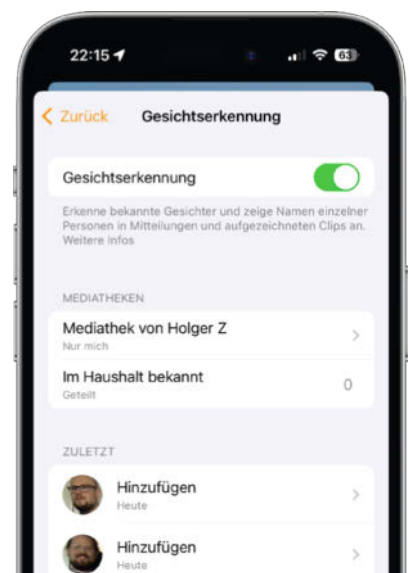 22:15
63
Zurück
Gesichtserkennung
Gesichtserkennung
Erkenne bekannte Gesichter und zeige Namen einzelner
Personen in Mitteilungen und aufgezeichneten Clips an.
Weitere Infos
MEDIATHEKEN
Mediathek von Holger Z
Nur mich
Im Haushalt bekannt
0
Geteilt
ZULETZT
Hinzufügen
Heute
Hinzufügen
Heute